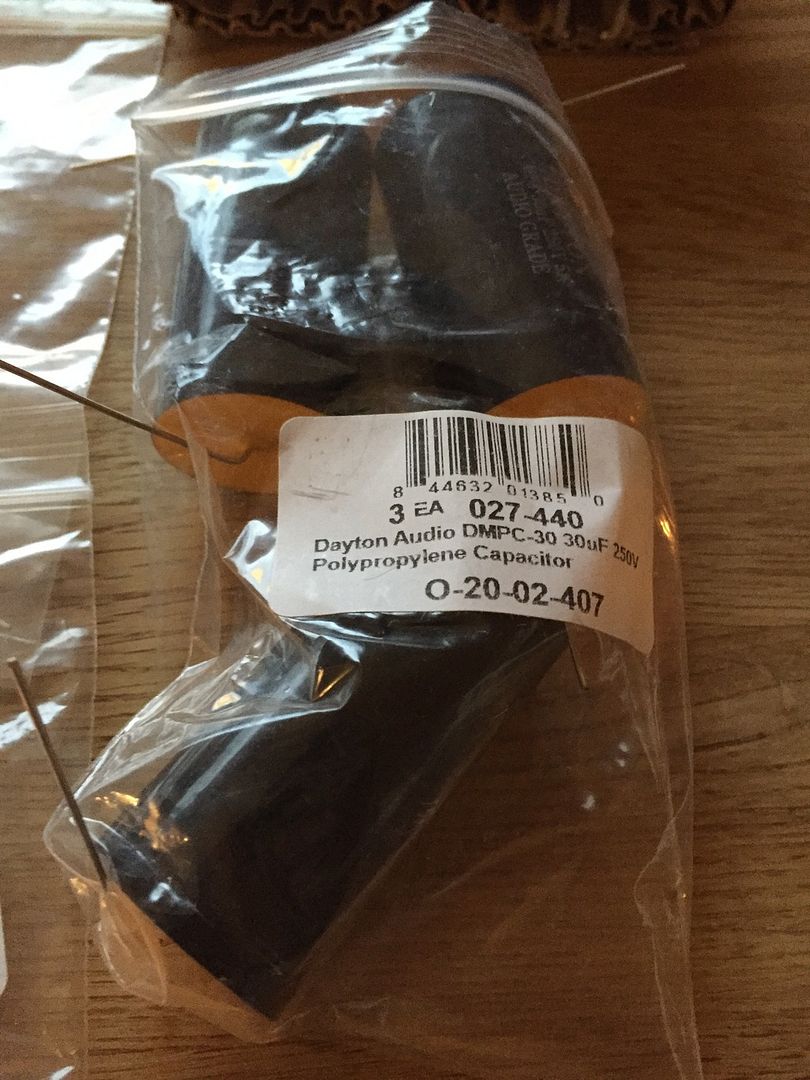 AUDIO GRADE
8 44632 01385 0
3 EA 027-440
Dayton Audio DMPC-30 30uF 250V
Polypropylene Capacitor
O-20-02-407